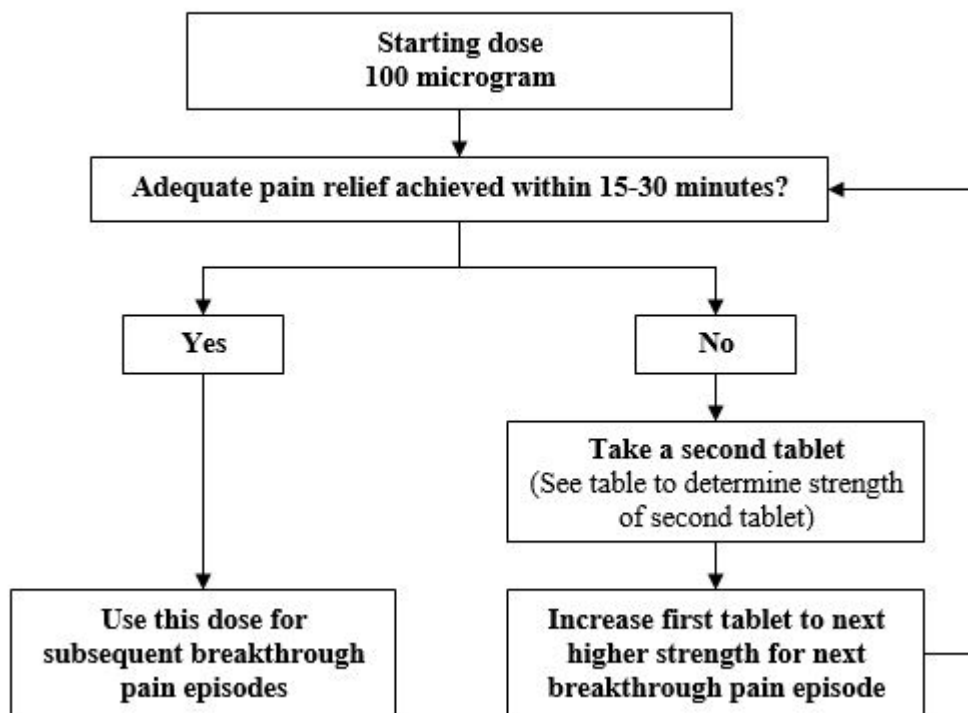 Starting dose
100 microgram
Adequate pain relief achieved within 15-30 minutes?
Yes
No
Take a second tablet
(See table to determine strength
of second tablet)
Use this dose for
subsequent breakthrough
pain episodes
Increase first tablet to next
higher strength for next
breakthrough pain episode